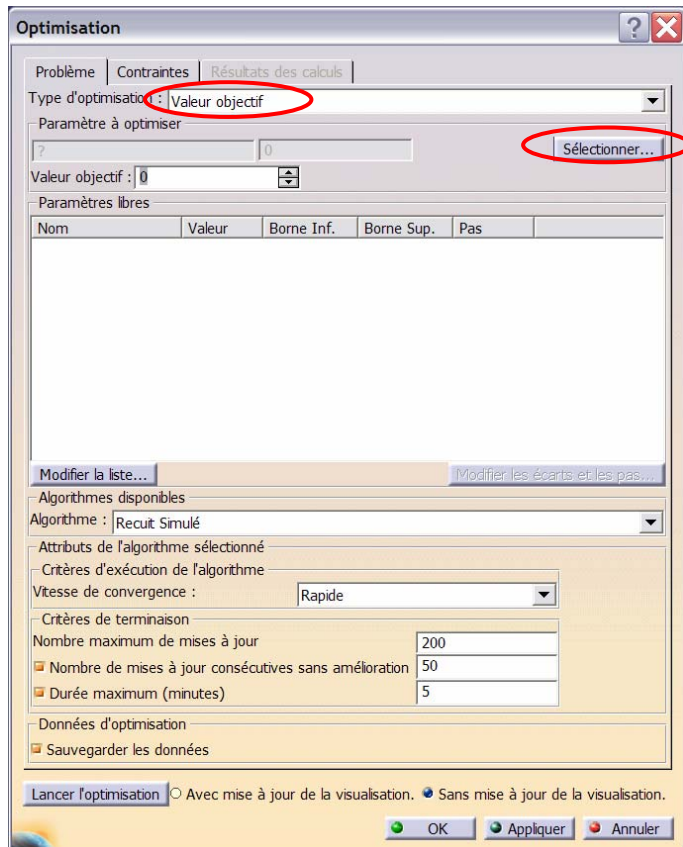 Optimisation
Problème Contraintes Résultats des calculs
Type d'optimisation : Valeur objectif
Paramètre à optimiser
? 0 Sélectionner...
Valeur objectif : 0
Paramètres libres
Nom Valeur Borne Inf. Borne Sup. Pas
Modifier la liste... Modifier les écarts et les pas...
Algorithmes disponibles
Algorithme : Recuit Simulé
Attributs de l'algorithme sélectionné
Critères d'exécution de l'algorithme
Vitesse de convergence : Rapide
Critères de terminaison
Nombre maximum de mises à jour 200
Nombre de mises à jour consécutives sans amélioration 50
Durée maximum (minutes) 5
Données d'optimisation
Sauvegarder les données
Lancer l'optimisation Avec mise à jour de la visualisation. Sans mise à jour de la visualisation.
OK Appliquer Annuler